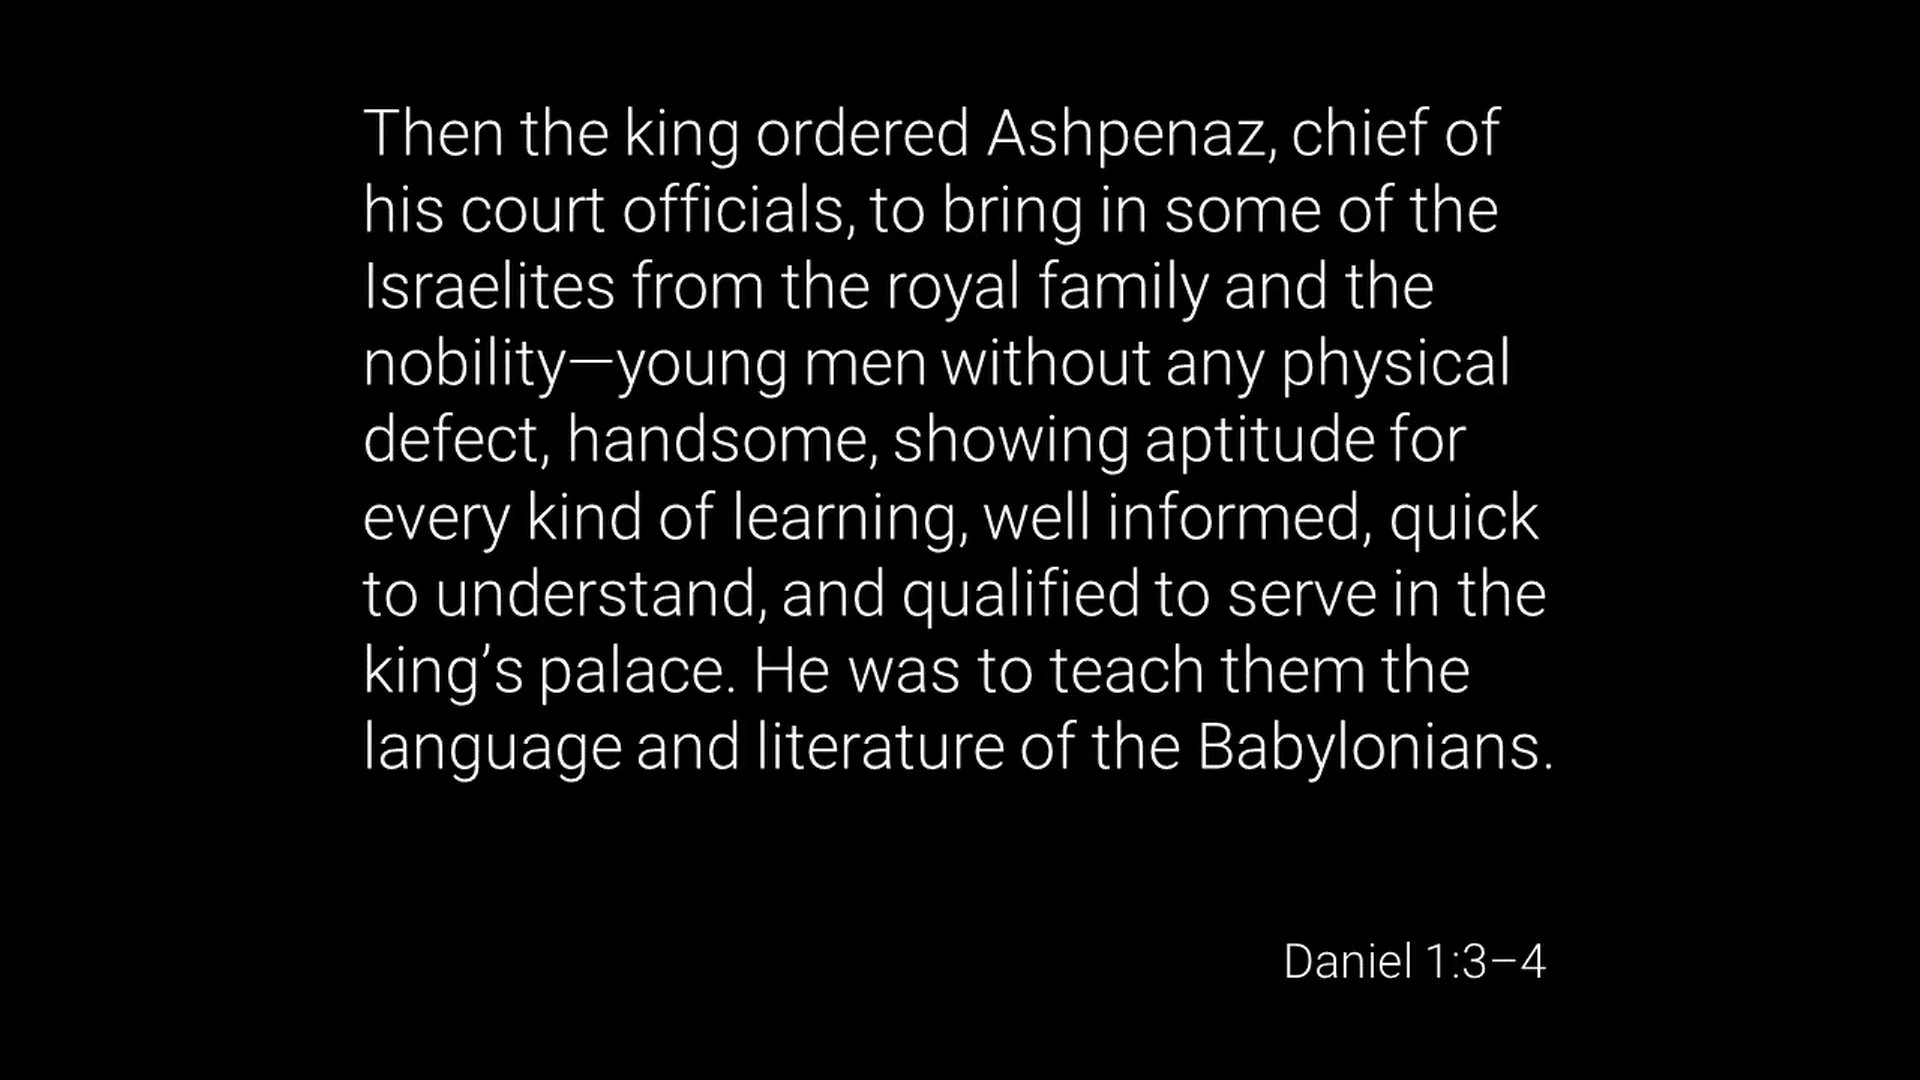 Then the king ordered Ashpenaz, chief of
his court officials, to bring in some of the
Israelites from the royal family and the
nobility—young men without any physical
defect, handsome, showing aptitude for
every kind of learning, well informed, quick
to understand, and qualified to serve in the
king’s palace. He was to teach them the
language and literature of the Babylonians.
Daniel 1:3–4